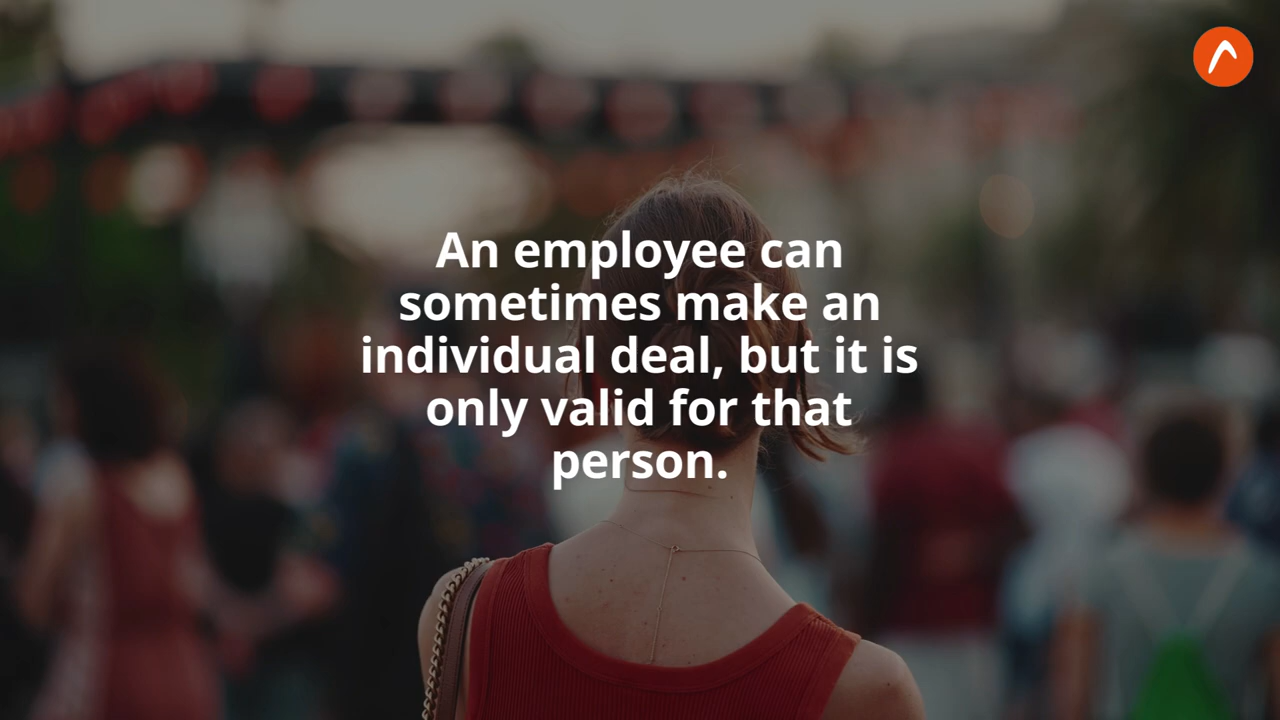 An employee can
sometimes make an
individual deal, but it is
only valid for that
person.